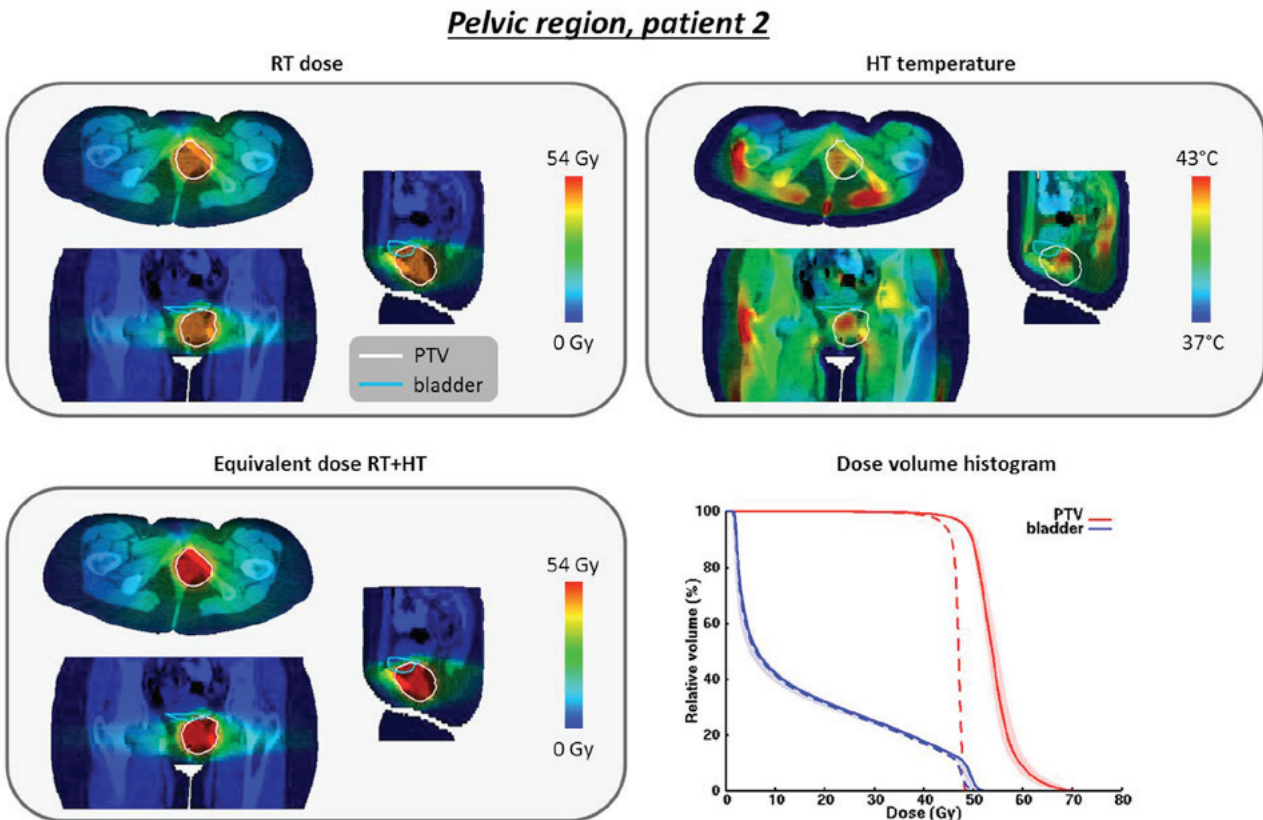 Pelvic region, patient 2
RT dose
54 Gy
0 Gy
PTV
bladder
HT temperature
43°C
37°C
Equivalent dose RT+HT
54 Gy
0 Gy
Dose volume histogram
PTV
bladder
100
80
60
40
20
0
Relative volume (%)
0 10 20 30 40 50 60 70 80
Dose (Gy)